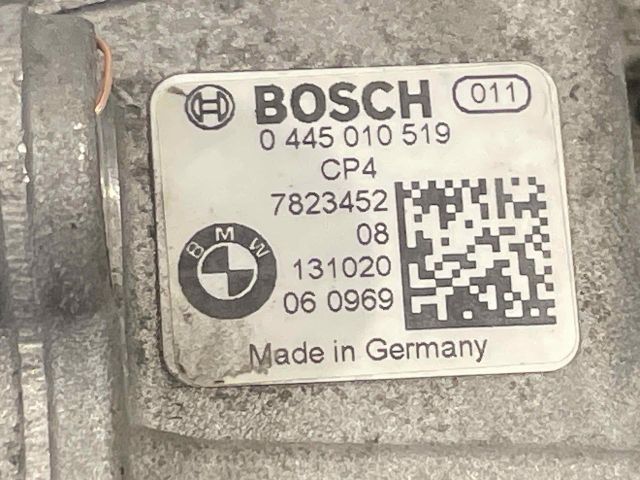 BOSCH 011
0 445 010 519
CP4
7823452
08
BMW
131020
06 0969
Made in Germany